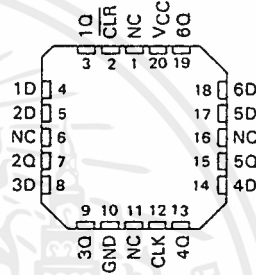 1Q CLR NC VCC 6Q
3 2 1 20 19
1D 4 18 6D
2D 5 17 5D
NC 6 16 NC
2Q 7 15 5Q
3D 8 14 4D
9 10 11 12 13
3Q GND NC CLK 4Q